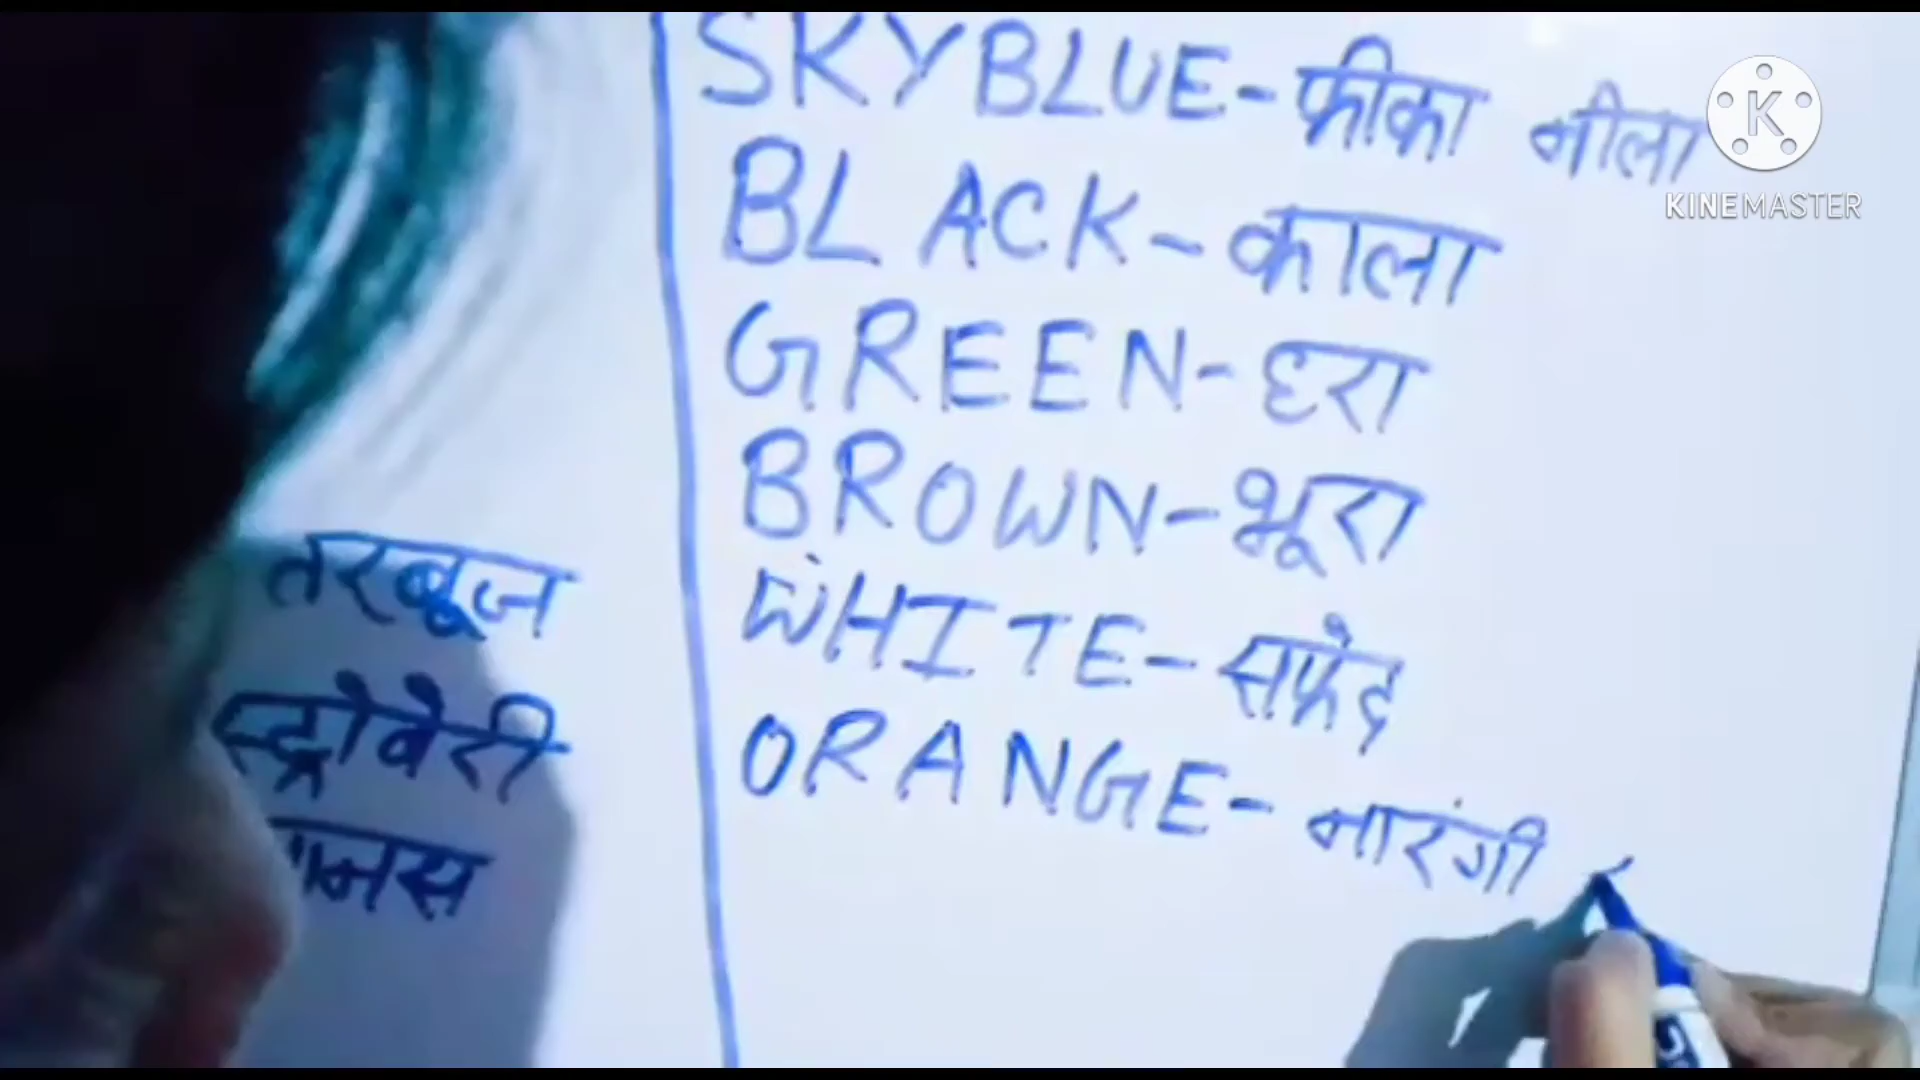 SKYBLUE-फीका नीला
BLACK-काला
GREEN-हरा
BROWN-भूरा
WHITE-सफेद
ORANGE-नारंगी
तरबूज
स्ट्रोबेरी
K
KINEMASTER